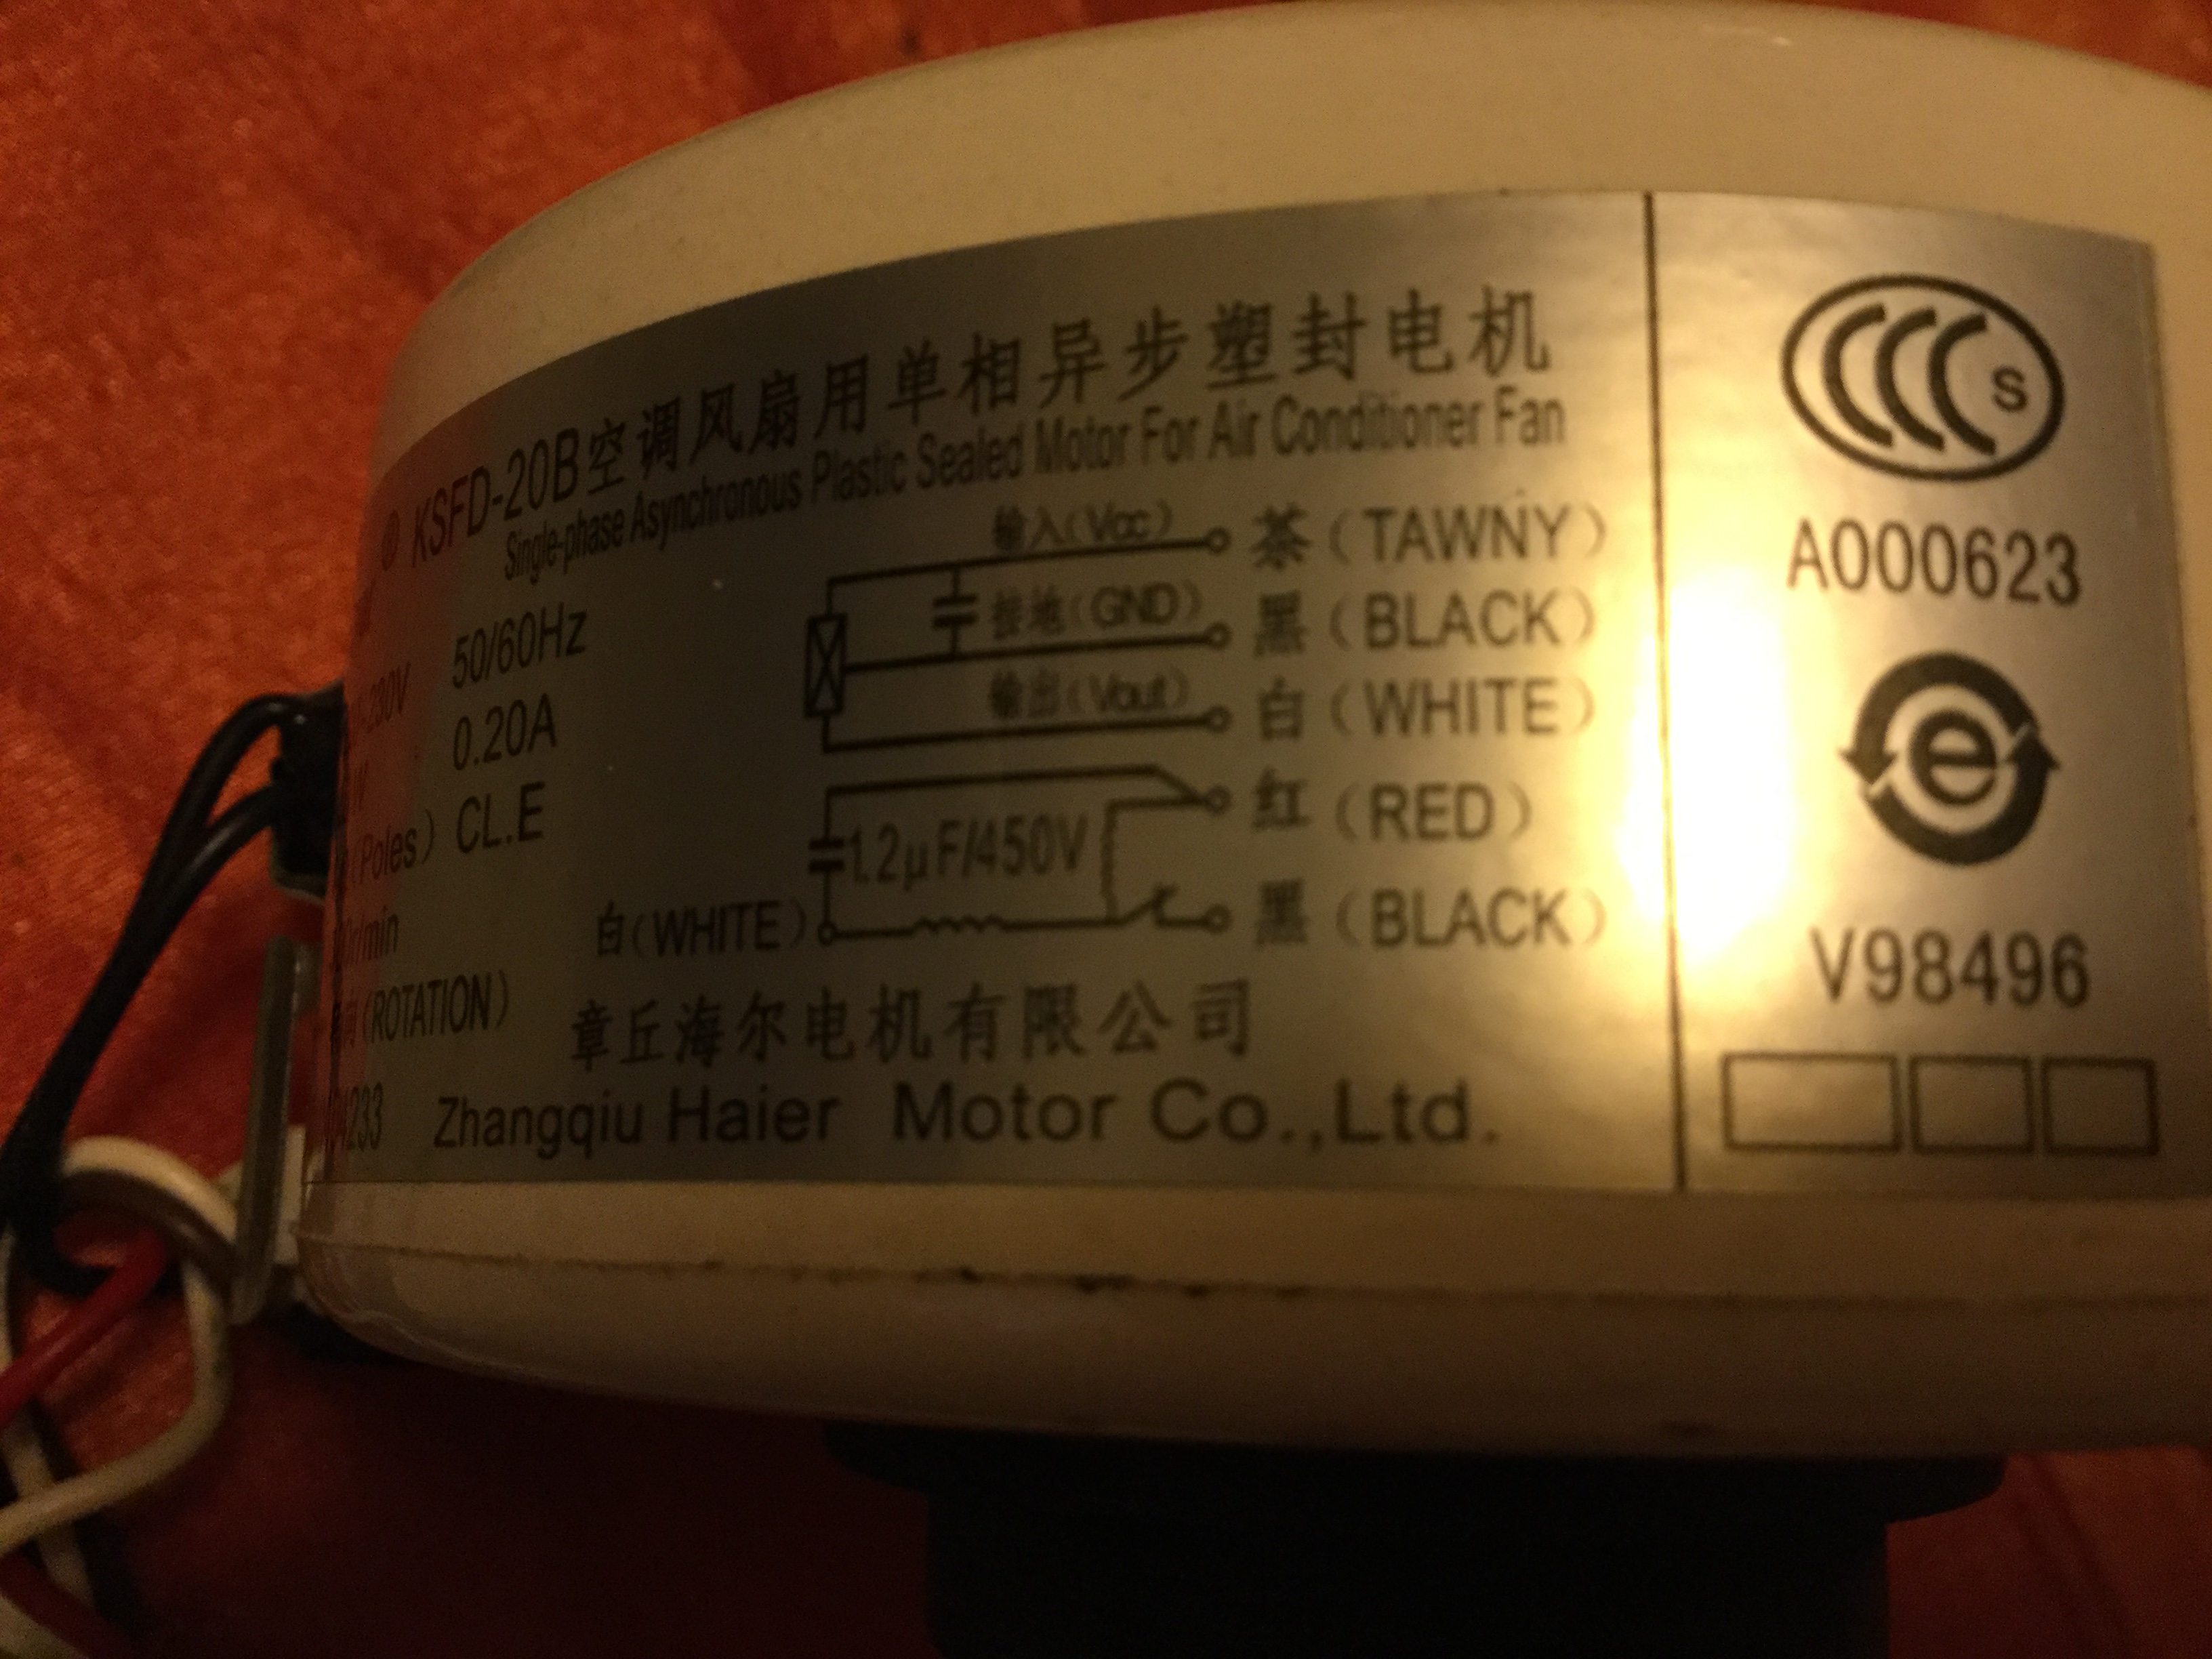 ® KSFD-20B空调风扇用单相异步塑封电机
Single-phase Asynchronous Plastic Sealed Motor For Air Conditioner Fan
50/60Hz
0.20A
(Poles) CL.E
r/min
(ROTATION)
输入(Vcc) 茶(TAWNY)
接地(GND) 黑(BLACK)
输出(Vout) 白(WHITE)
红(RED)
1.2μF/450V
白(WHITE) 黑(BLACK)
章丘海尔电机有限公司
Zhangqiu Haier Motor Co.,Ltd.
CCC S
A000623
e
V98496